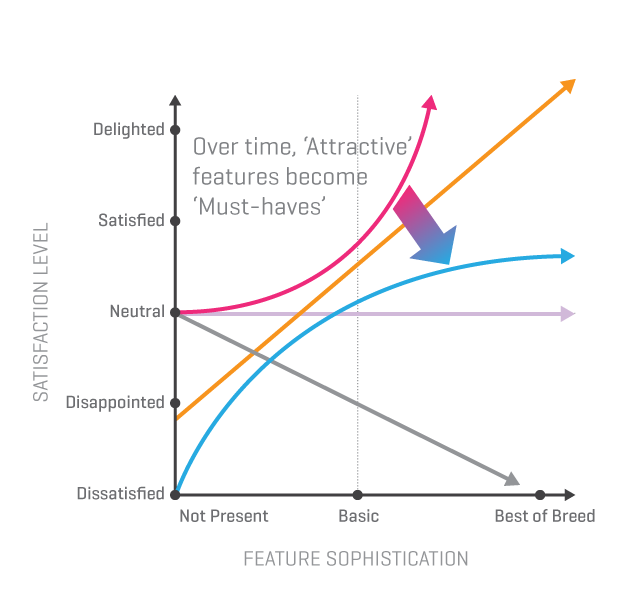 Delighted
Over time, ‘Attractive’
features become
‘Must-haves’
Satisfied
Neutral
Disappointed
Dissatisfied
SATISFACTION LEVEL
Not Present
Basic
Best of Breed
FEATURE SOPHISTICATION